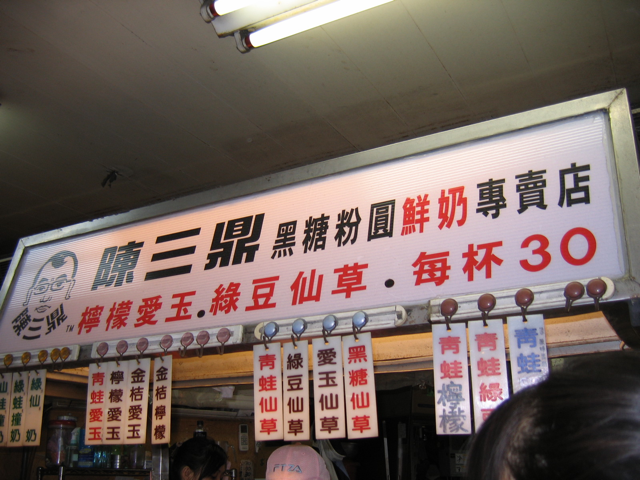 陳三鼎 黑糖粉圓鮮奶專賣店
檸檬愛玉.綠豆仙草.每杯30
陳三鼎
TM
綠仙奶
青蛙愛玉
檸檬愛玉
金桔愛玉
金桔檸檬
青蛙仙草
綠豆仙草
愛玉仙草
黑糖仙草
青蛙檸檬
青蛙綠豆
青蛙